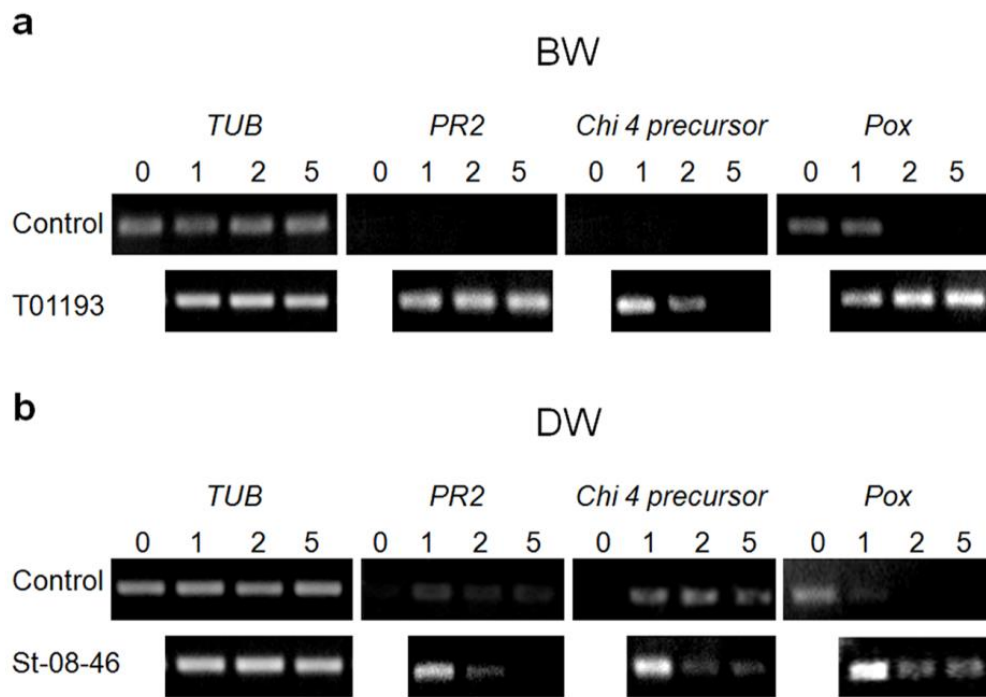 a
BW
TUB PR2 Chi 4 precursor Pox
0 1 2 5 0 1 2 5 0 1 2 5 0 1 2 5
Control
T01193
b
DW
TUB PR2 Chi 4 precursor Pox
0 1 2 5 0 1 2 5 0 1 2 5 0 1 2 5
Control
St-08-46